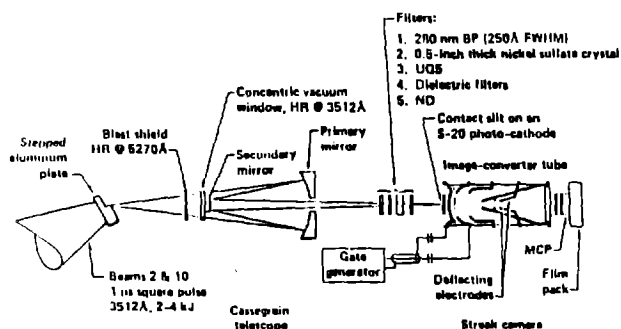 Filters:
1. 280 nm BP (250Å FWHM)
2. 0.5-inch thick nickel sulfate crystal
3. UG5
4. Dielectric filters
5. ND
Concentric vacuum
window, HR @ 3512Å
Primary
mirror
Contact slit on an
S-20 photo-cathode
Blast shield
HR @ 5270Å
Secondary
mirror
Image-converter tube
Stepped
aluminum
plate
Gate
generator
MCP
Deflecting
electrodes
Film
pack
Beams 2 & 10
1 ns square pulse
3512Å, 2-4 kJ
Cassegrain
telescope
Streak camera